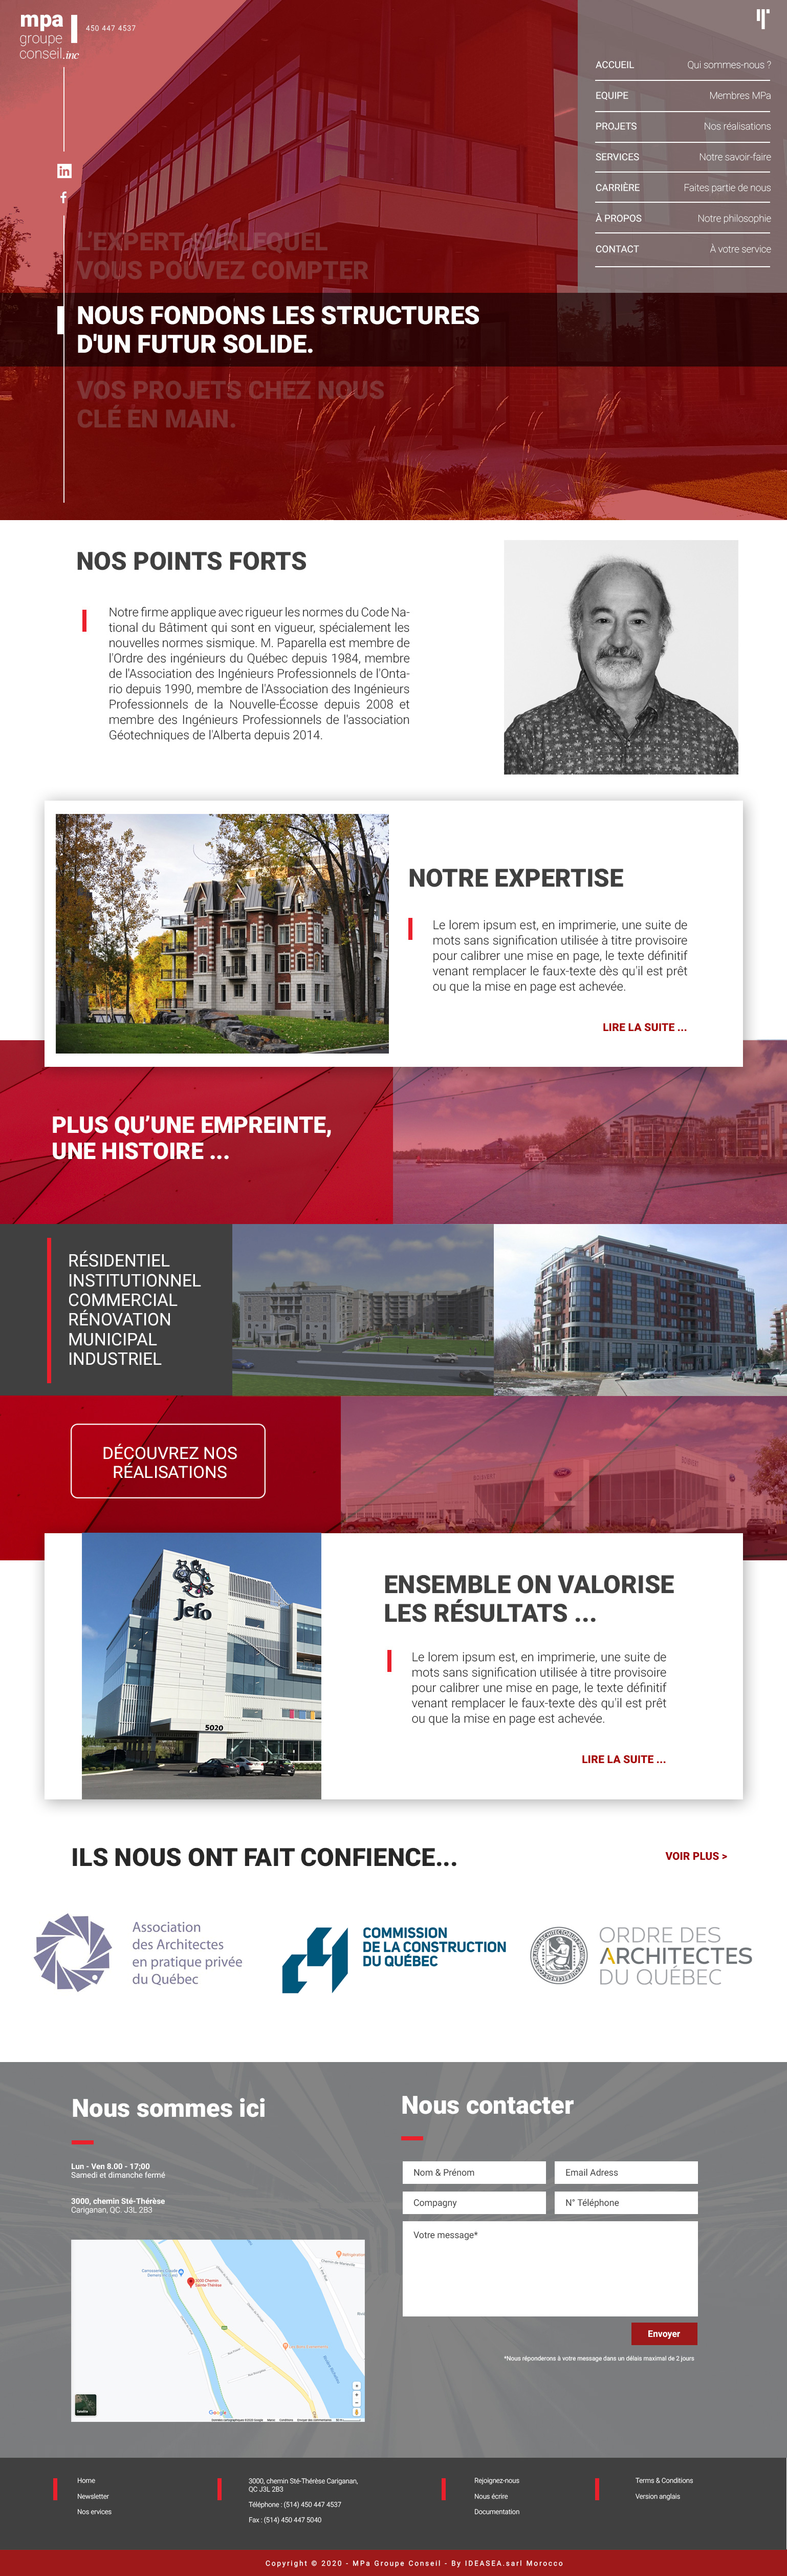 mpa
groupe
conseil.inc
450 447 4537
ACCUEIL Qui sommes-nous ?
EQUIPE Membres MPa
PROJETS Nos réalisations
SERVICES Notre savoir-faire
CARRIÈRE Faites partie de nous
À PROPOS Notre philosophie
CONTACT À votre service
in
f
L'EXPERT SURLEQUEL
VOUS POUVEZ COMPTER
NOUS FONDONS LES STRUCTURES
D'UN FUTUR SOLIDE.
VOS PROJETS CHEZ NOUS
CLÉ EN MAIN.
NOS POINTS FORTS
Notre firme applique avec rigueur les normes du Code Na-
tional du Bâtiment qui sont en vigueur, spécialement les
nouvelles normes sismique. M. Paparella est membre de
l'Ordre des ingénieurs du Québec depuis 1984, membre
de l'Association des Ingénieurs Professionnels de l'Onta-
rio depuis 1990, membre de l'Association des Ingénieurs
Professionnels de la Nouvelle-Écosse depuis 2008 et
membre des Ingénieurs Professionnels de l'association
Géotechniques de l'Alberta depuis 2014.
NOTRE EXPERTISE
Le lorem ipsum est, en imprimerie, une suite de
mots sans signification utilisée à titre provisoire
pour calibrer une mise en page, le texte définitif
venant remplacer le faux-texte dès qu'il est prêt
ou que la mise en page est achevée.
LIRE LA SUITE ...
PLUS QU'UNE EMPREINTE,
UNE HISTOIRE ...
RÉSIDENTIEL
INSTITUTIONNEL
COMMERCIAL
RÉNOVATION
MUNICIPAL
INDUSTRIEL
DÉCOUVREZ NOS
RÉALISATIONS
Jefo
5020
ENSEMBLE ON VALORISE
LES RÉSULTATS ...
Le lorem ipsum est, en imprimerie, une suite de
mots sans signification utilisée à titre provisoire
pour calibrer une mise en page, le texte définitif
venant remplacer le faux-texte dès qu'il est prêt
ou que la mise en page est achevée.
LIRE LA SUITE ...
ILS NOUS ONT FAIT CONFIENCE...
VOIR PLUS >
Association
des Architectes
en pratique privée
du Québec
COMMISSION
DE LA CONSTRUCTION
DU QUÉBEC
ORDRE DES
ARCHITECTES
DU QUÉBEC
Nous sommes ici
Lun - Ven 8.00 - 17;00
Samedi et dimanche fermé
3000, chemin Sté-Thérèse
Cariganan, QC. J3L 2B3
3000 Chemin
Sainte-Thérèse
Google
Nous contacter
Nom & Prénom
Email Adress
Compagny
N° Téléphone
Votre message*
Envoyer
*Nous réponderons à votre message dans un délais maximal de 2 jours
Home
Newsletter
Nos ervices
3000, chemin Sté-Thérèse Cariganan,
QC J3L 2B3
Téléphone : (514) 450 447 4537
Fax : (514) 450 447 5040
Rejoignez-nous
Nous écrire
Documentation
Terms & Conditions
Version anglais
Copyright © 2020 - MPa Groupe Conseil - By IDEASEA.sarl Morocco